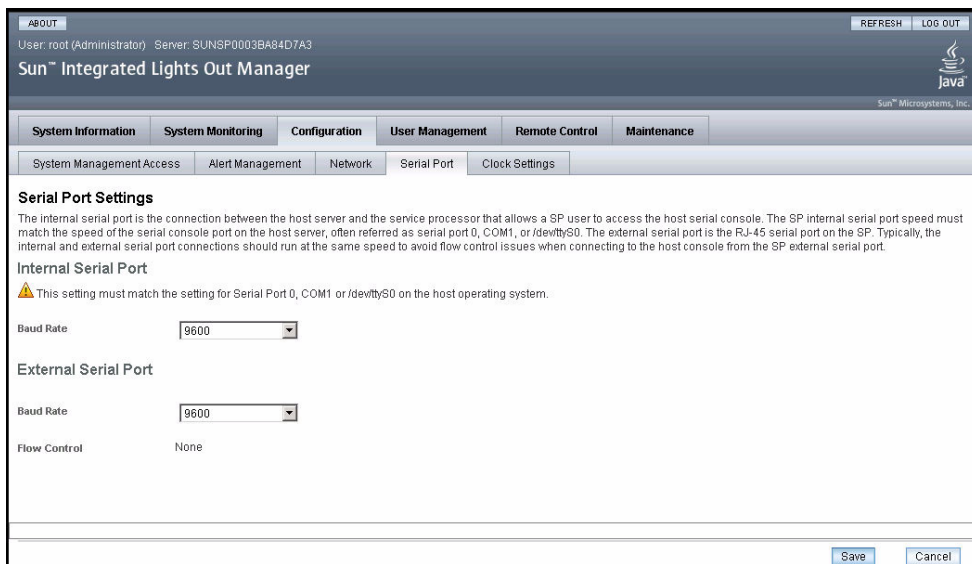 ABOUT
REFRESH LOG OUT
User: root (Administrator) Server: SUNSP0003BA84D7A3
Sun™ Integrated Lights Out Manager
Java
Sun™ Microsystems, Inc.
System Information System Monitoring Configuration User Management Remote Control Maintenance
System Management Access Alert Management Network Serial Port Clock Settings
Serial Port Settings
The internal serial port is the connection between the host server and the service processor that allows a SP user to access the host serial console. The SP internal serial port speed must
match the speed of the serial console port on the host server, often referred as serial port 0, COM1, or /dev/ttyS0. The external serial port is the RJ-45 serial port on the SP. Typically, the
internal and external serial port connections should run at the same speed to avoid flow control issues when connecting to the host console from the SP external serial port.
Internal Serial Port
This setting must match the setting for Serial Port 0, COM1 or /dev/ttyS0 on the host operating system.
Baud Rate 9600
External Serial Port
Baud Rate 9600
Flow Control None
Save Cancel